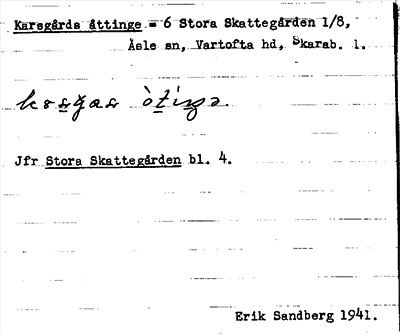 Karsgårds åttinge = 6 Stora Skattegården 1/8,
Åsle sn, Vartofta hd, Skarab. l.
Jfr Stora Skattegården bl. 4.
Erik Sandberg 1941.